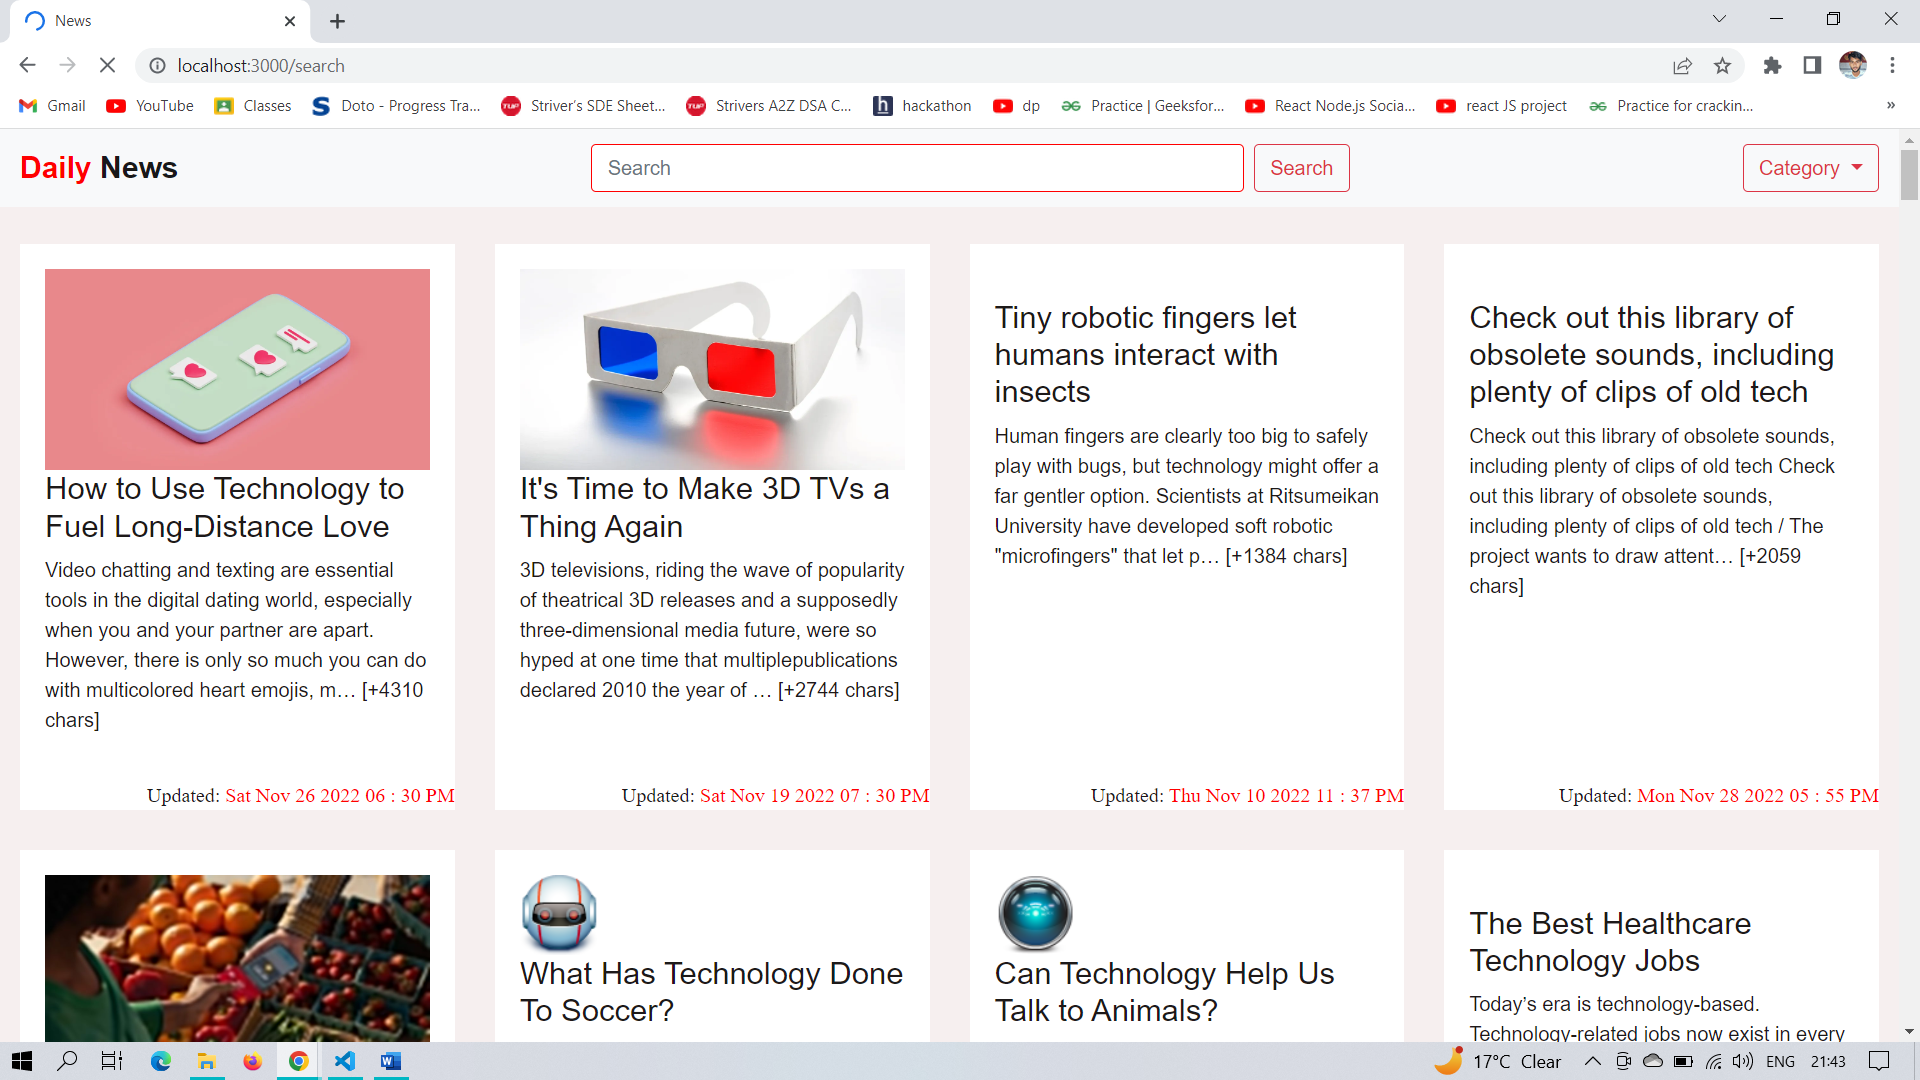 News
localhost:3000/search
Gmail
YouTube
Classes
Doto - Progress Tra...
Striver's SDE Sheet...
Strivers A2Z DSA C...
hackathon
dp
Practice | Geeksfor...
React Node.js Socia...
react JS project
Practice for crackin...
»
Daily News
Search
Search
Category
How to Use Technology to
Fuel Long-Distance Love
Video chatting and texting are essential
tools in the digital dating world, especially
when you and your partner are apart.
However, there is only so much you can do
with multicolored heart emojis, m… [+4310
chars]
Updated: Sat Nov 26 2022 06 : 30 PM
It's Time to Make 3D TVs a
Thing Again
3D televisions, riding the wave of popularity
of theatrical 3D releases and a supposedly
three-dimensional media future, were so
hyped at one time that multiplepublications
declared 2010 the year of … [+2744 chars]
Updated: Sat Nov 19 2022 07 : 30 PM
Tiny robotic fingers let
humans interact with
insects
Human fingers are clearly too big to safely
play with bugs, but technology might offer a
far gentler option. Scientists at Ritsumeikan
University have developed soft robotic
"microfingers" that let p… [+1384 chars]
Updated: Thu Nov 10 2022 11 : 37 PM
Check out this library of
obsolete sounds, including
plenty of clips of old tech
Check out this library of obsolete sounds,
including plenty of clips of old tech Check
out this library of obsolete sounds,
including plenty of clips of old tech / The
project wants to draw attent… [+2059
chars]
Updated: Mon Nov 28 2022 05 : 55 PM
What Has Technology Done
To Soccer?
Can Technology Help Us
Talk to Animals?
The Best Healthcare
Technology Jobs
Today’s era is technology-based.
Technology-related jobs now exist in every
17°C Clear
ENG
21:43